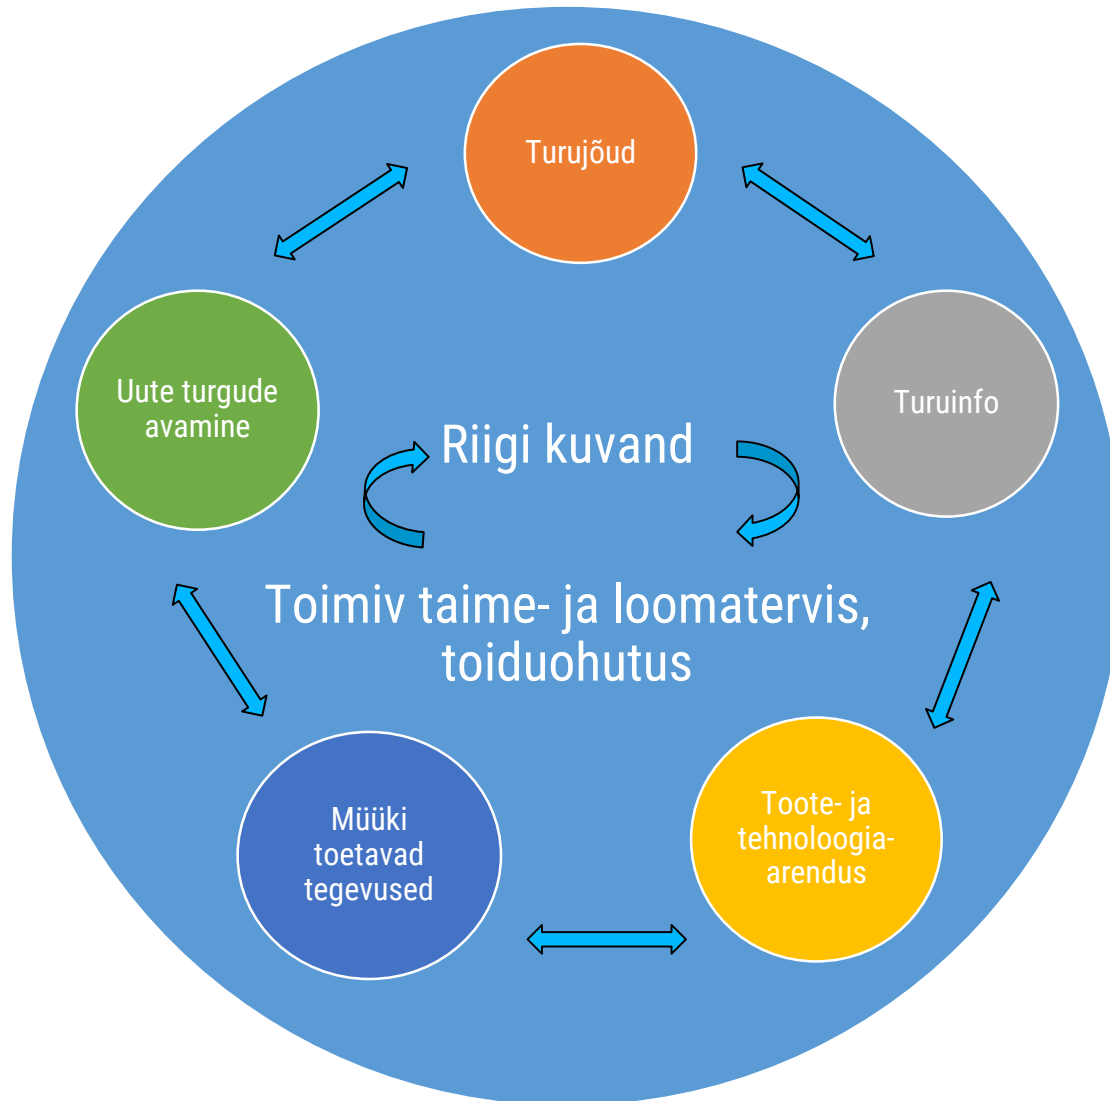 Turujõud
Uute turgude
avamine
Turuinfo
Riigi kuvand
Toimiv taime- ja loomatervis,
toiduohutus
Müüki
toetavad
tegevused
Toote- ja
tehnoloogia-
arendus